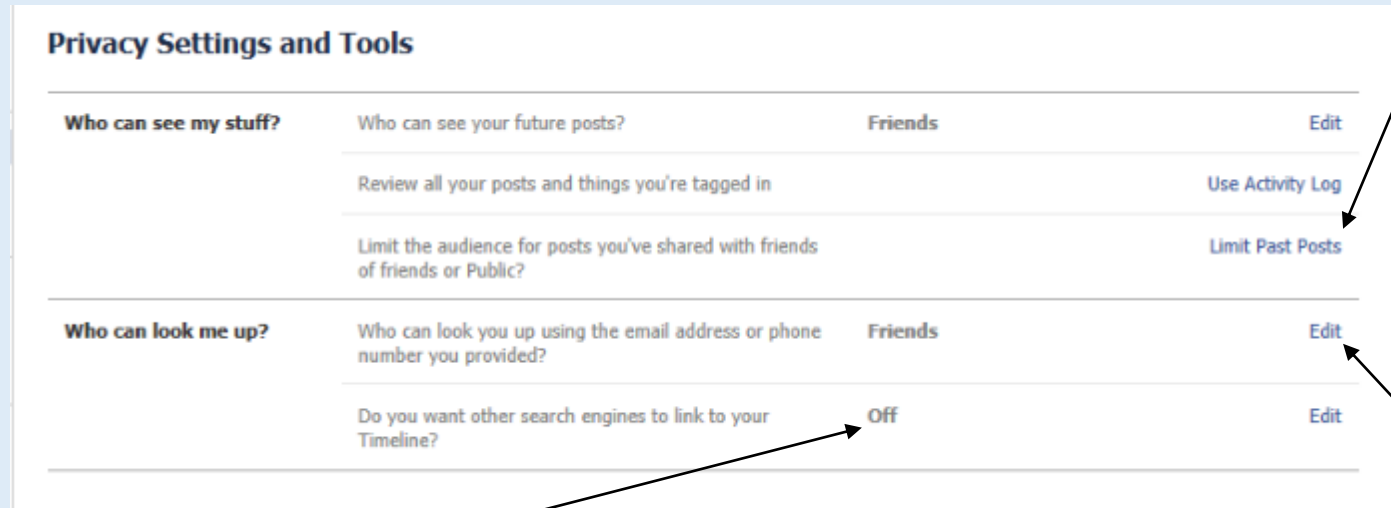 Privacy Settings and Tools
Who can see my stuff? Who can see your future posts? Friends Edit
Review all your posts and things you're tagged in Use Activity Log
Limit the audience for posts you've shared with friends of friends or Public? Limit Past Posts
Who can look me up? Who can look you up using the email address or phone number you provided? Friends Edit
Do you want other search engines to link to your Timeline? Off Edit